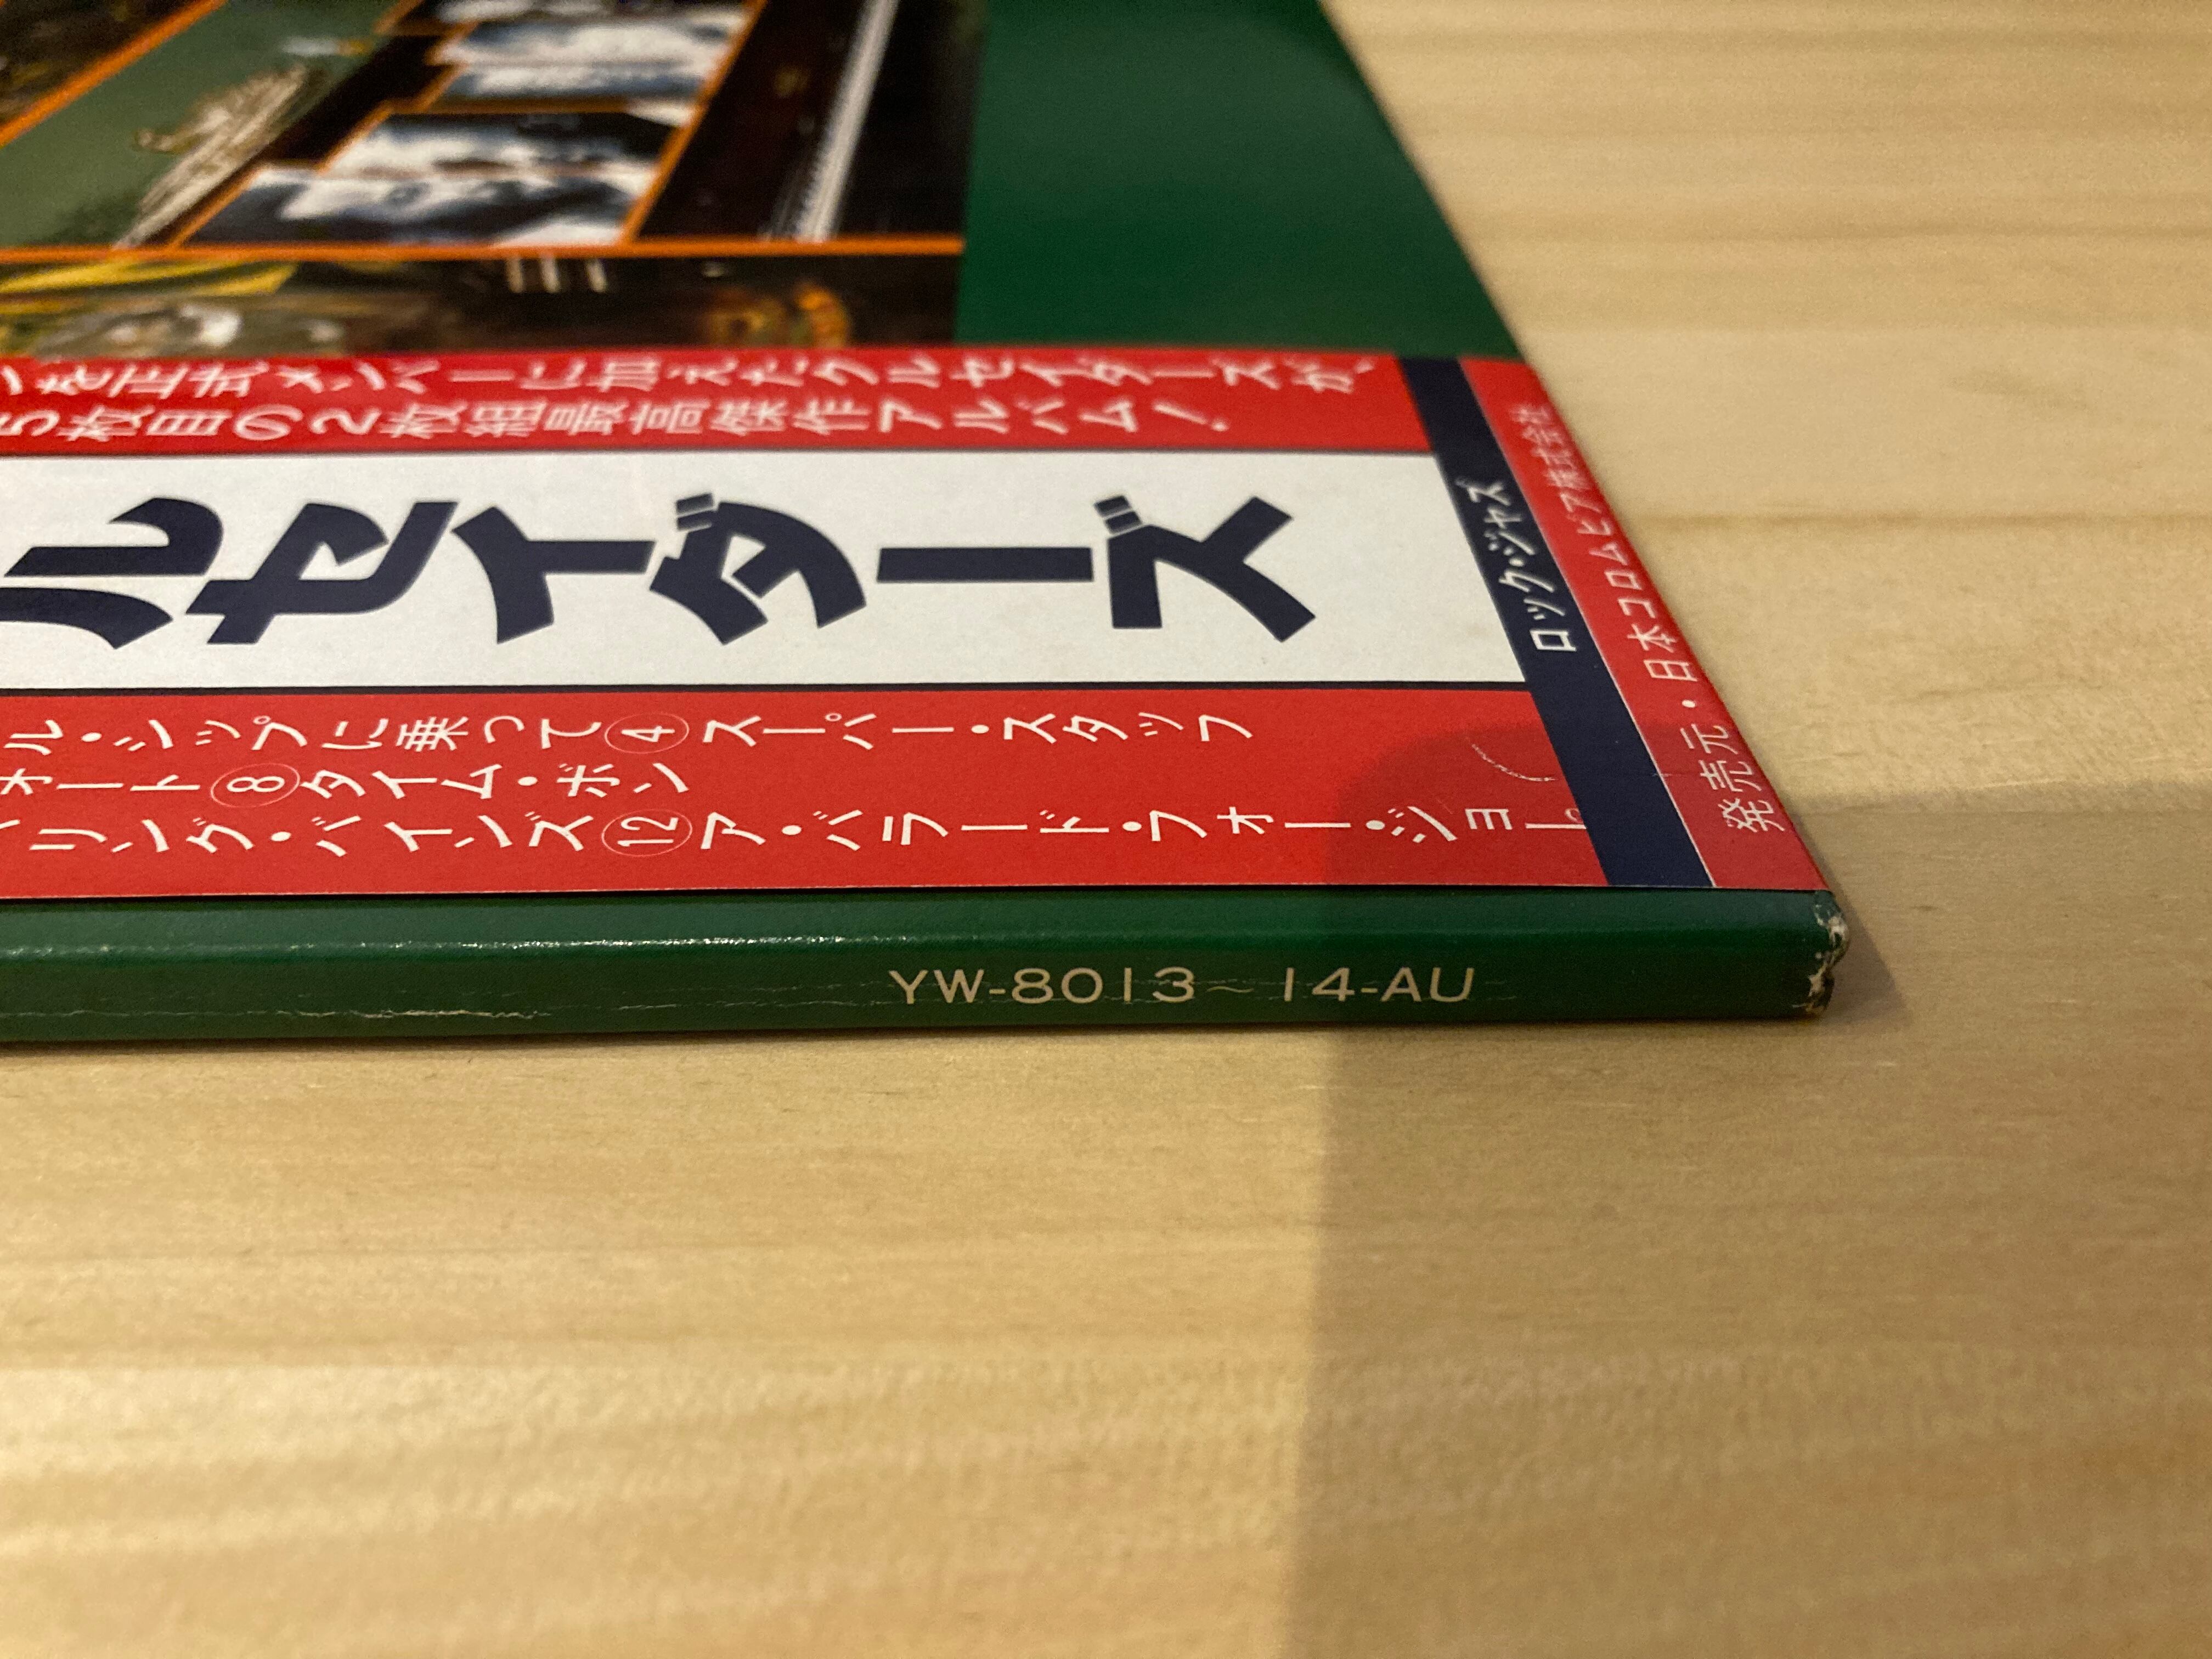 ンを正式メンバーに加えたクルセイダーズが、
5枚目の2枚組最高傑作アルバム!
ルセイダーズ
ロック・ジャズ
発売元・日本コロムビア株式会社
ル・シップに乗って④スーパー・スタッフ
ォート⑧タイム・ボン
リング・バインズ⑫ア・バラード・フォー・ジョー
YW-8013~14-AU